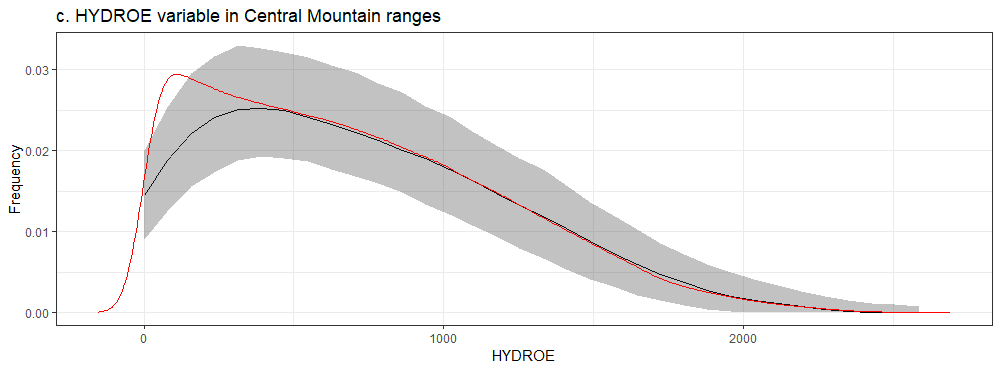 c. HYDROE variable in Central Mountain ranges
Frequency
0.03
0.02
0.01
0.00
0
1000
2000
HYDROE